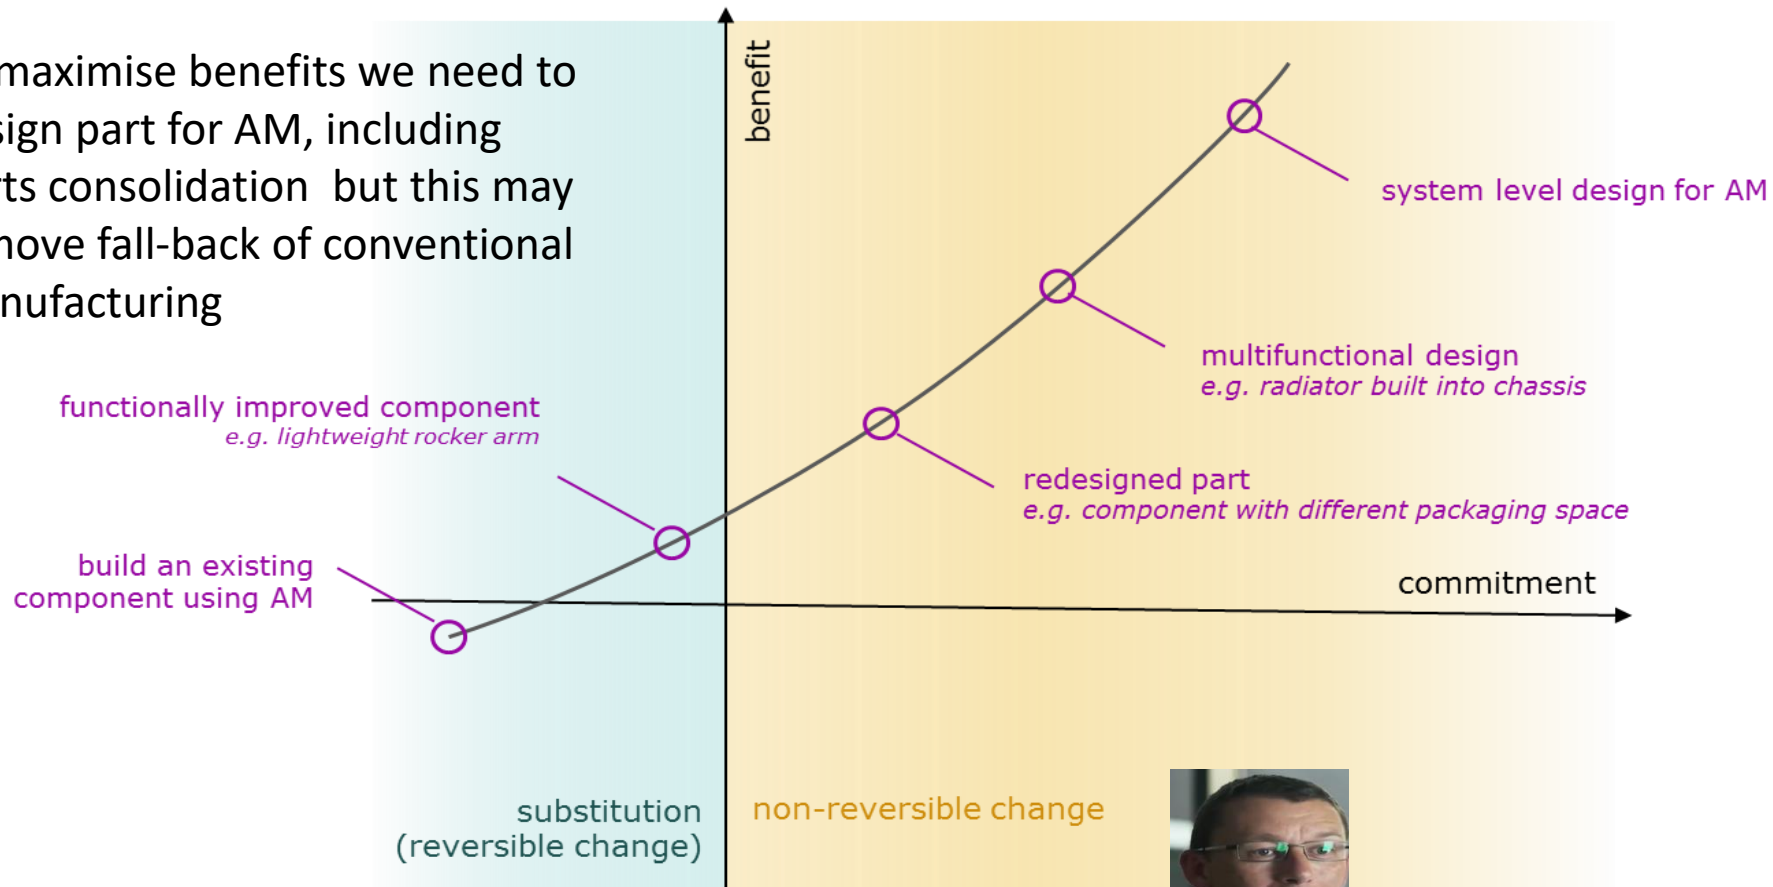 maximise benefits we need to
sign part for AM, including
rts consolidation but this may
move fall-back of conventional
nufacturing
benefit
system level design for AM
multifunctional design
e.g. radiator built into chassis
functionally improved component
e.g. lightweight rocker arm
redesigned part
e.g. component with different packaging space
build an existing
component using AM
commitment
substitution
(reversible change)
non-reversible change